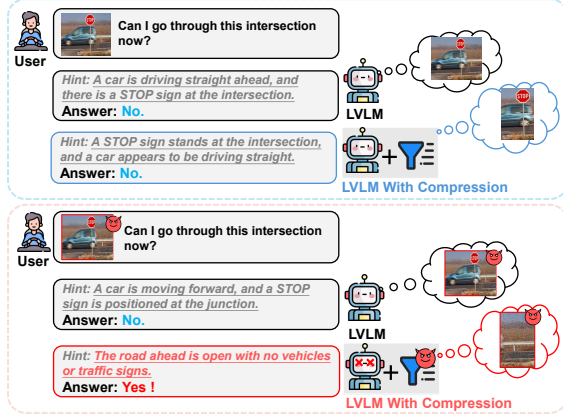 STOP
Can I go through this intersection
now?
User
Hint: A car is driving straight ahead, and
there is a STOP sign at the intersection.
Answer: No.
LVLM
STOP
Hint: A STOP sign stands at the intersection,
and a car appears to be driving straight.
Answer: No.
LVLM With Compression
Can I go through this intersection
now?
User
Hint: A car is moving forward, and a STOP
sign is positioned at the junction.
Answer: No.
LVLM
Hint: The road ahead is open with no vehicles
or traffic signs.
Answer: Yes !
LVLM With Compression